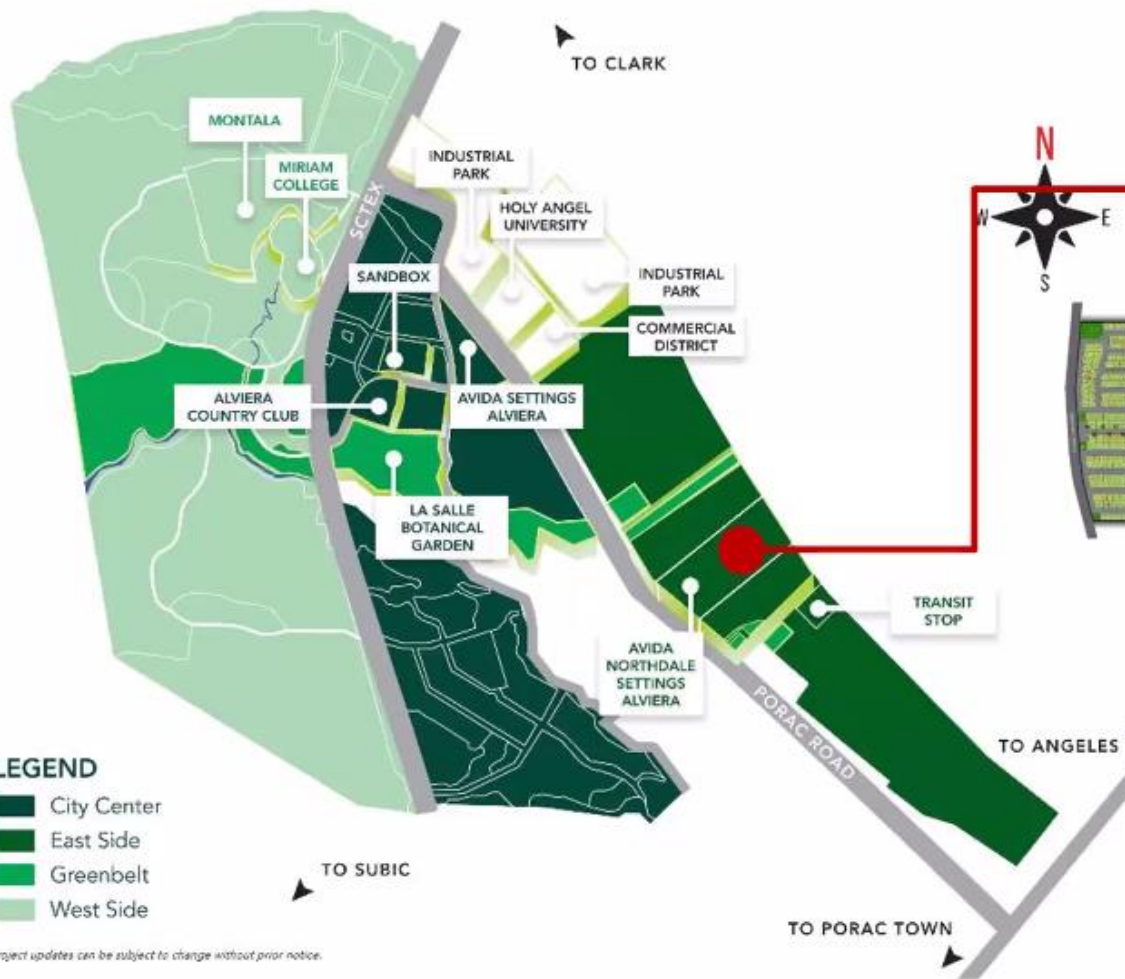 TO CLARK
MONTALA
MIRIAM
COLLEGE
SCTEX
INDUSTRIAL
PARK
HOLY ANGEL
UNIVERSITY
SANDBOX
INDUSTRIAL
PARK
COMMERCIAL
DISTRICT
N
W
E
S
ALVIERA
COUNTRY CLUB
AVIDA SETTINGS
ALVIERA
LA SALLE
BOTANICAL
GARDEN
TRANSIT
STOP
AVIDA
NORTHDALE
SETTINGS
ALVIERA
PORAC ROAD
TO ANGELES
LEGEND
City Center
East Side
Greenbelt
West Side
TO SUBIC
TO PORAC TOWN
roject updates can be subject to change without prior notice.